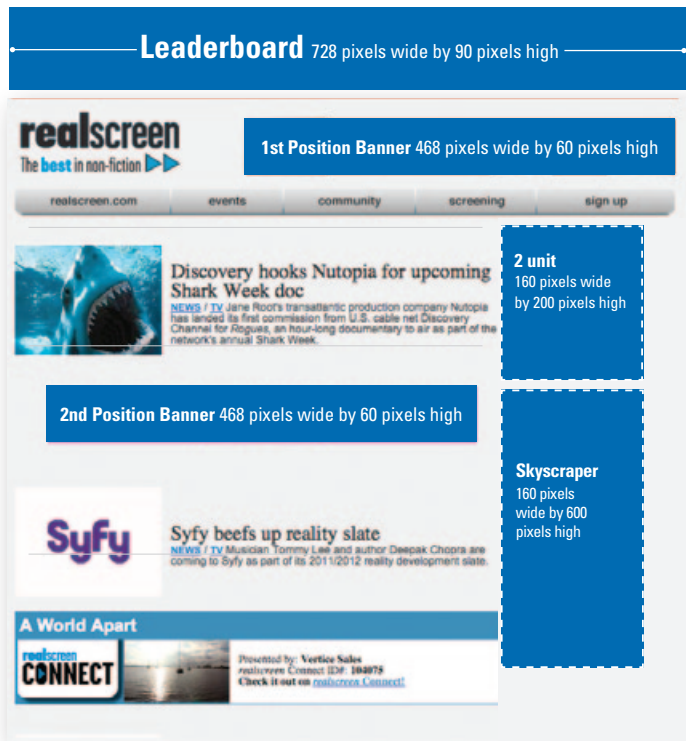 Leaderboard 728 pixels wide by 90 pixels high
realscreen
The best in non-fiction
1st Position Banner 468 pixels wide by 60 pixels high
realscreen.com events community screening sign up
Discovery hooks Nutopia for upcoming
Shark Week doc
NEWS / TV Jane Root's transatlantic production company Nutopia
has landed its first commission from U.S. cable net Discovery
Channel for Rogues, an hour-long documentary to air as part of the
network's annual Shark Week.
2 unit
160 pixels wide
by 200 pixels high
2nd Position Banner 468 pixels wide by 60 pixels high
Skyscraper
160 pixels
wide by 600
pixels high
Syfy
Syfy beefs up reality slate
NEWS / TV Musician Tommy Lee and author Deepak Chopra are
coming to Syfy as part of its 2011/2012 reality development slate.
A World Apart
realscreen
CONNECT
Presented by: Vertice Sales
realscreen Connect ID#: 104075
Check it out on realscreen Connect!